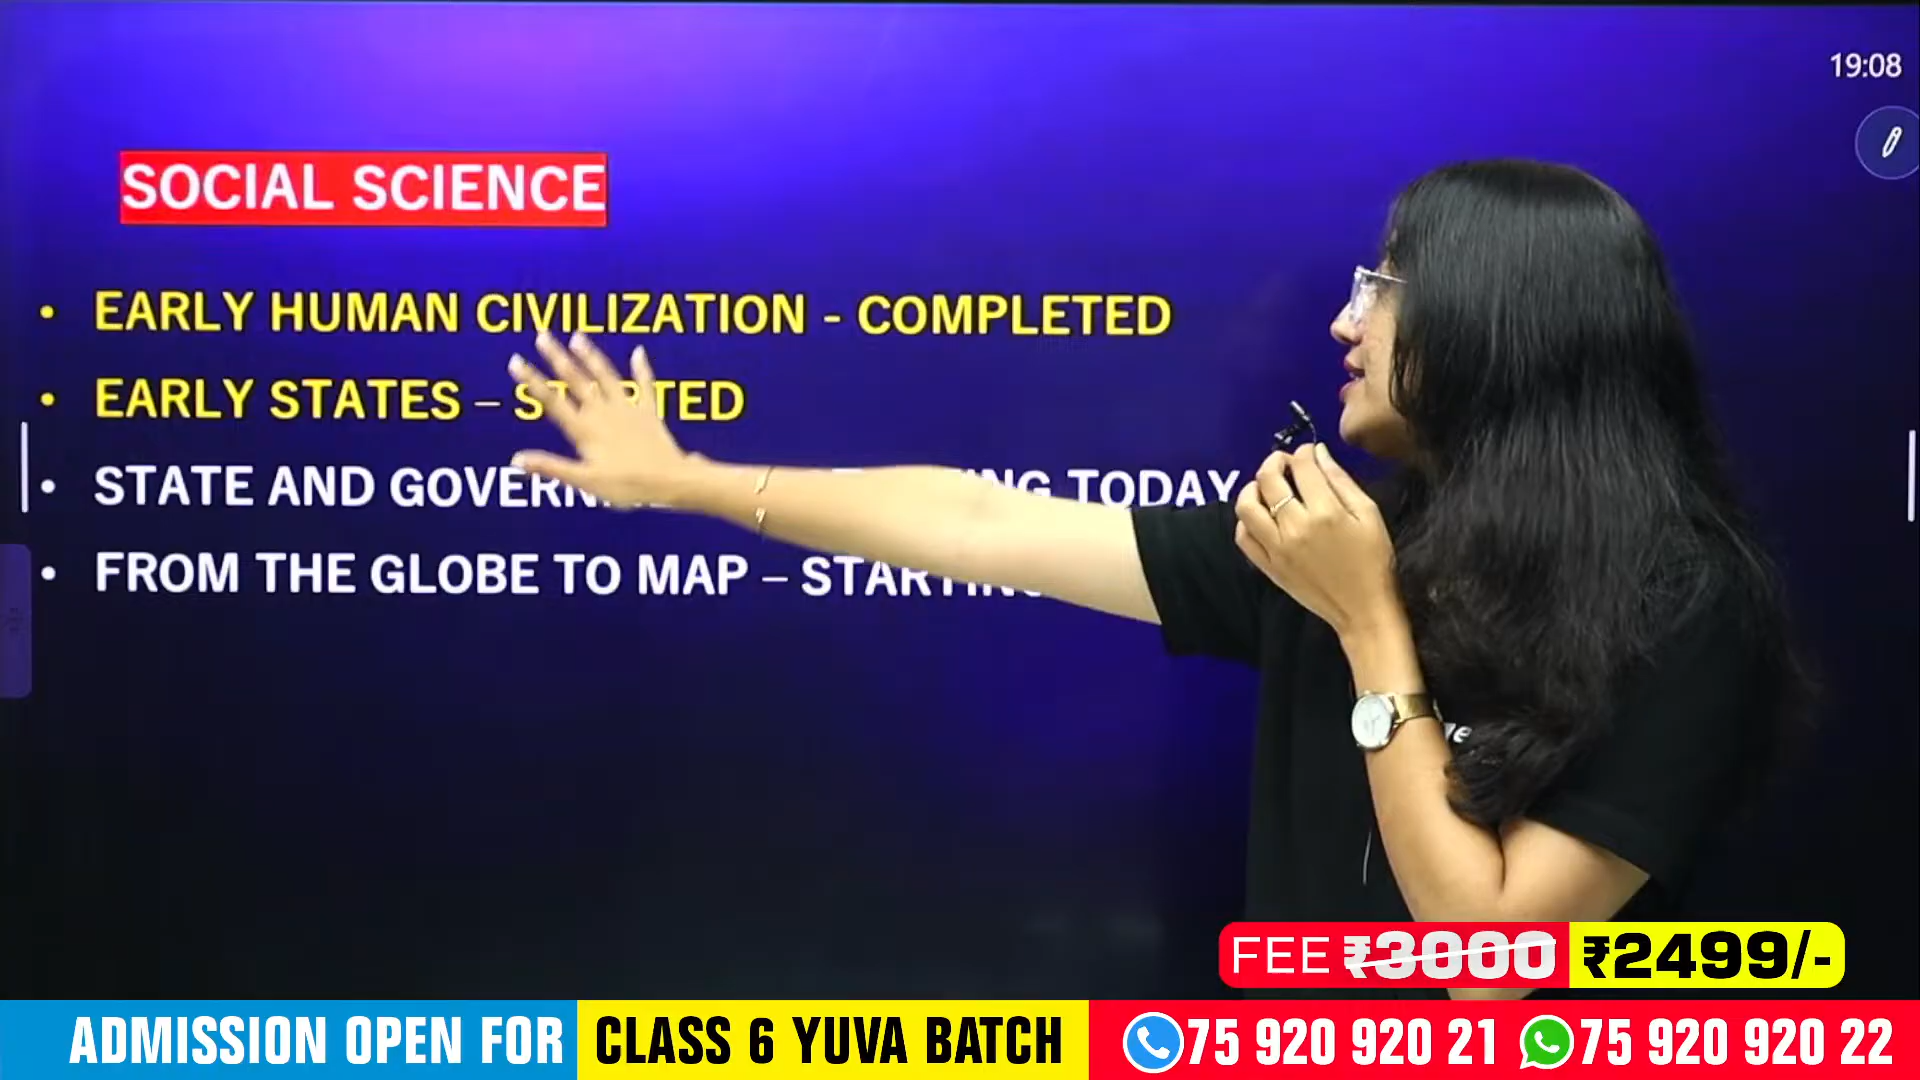 19:08
SOCIAL SCIENCE
• EARLY HUMAN CIVILIZATION - COMPLETED
• EARLY STATES – STARTED
• STATE AND TODAY
• FROM THE GLOBE TO MAP –
FEE ₹3000 ₹2499/-
ADMISSION OPEN FOR CLASS 6 YUVA BATCH 75 920 920 21 75 920 920 22